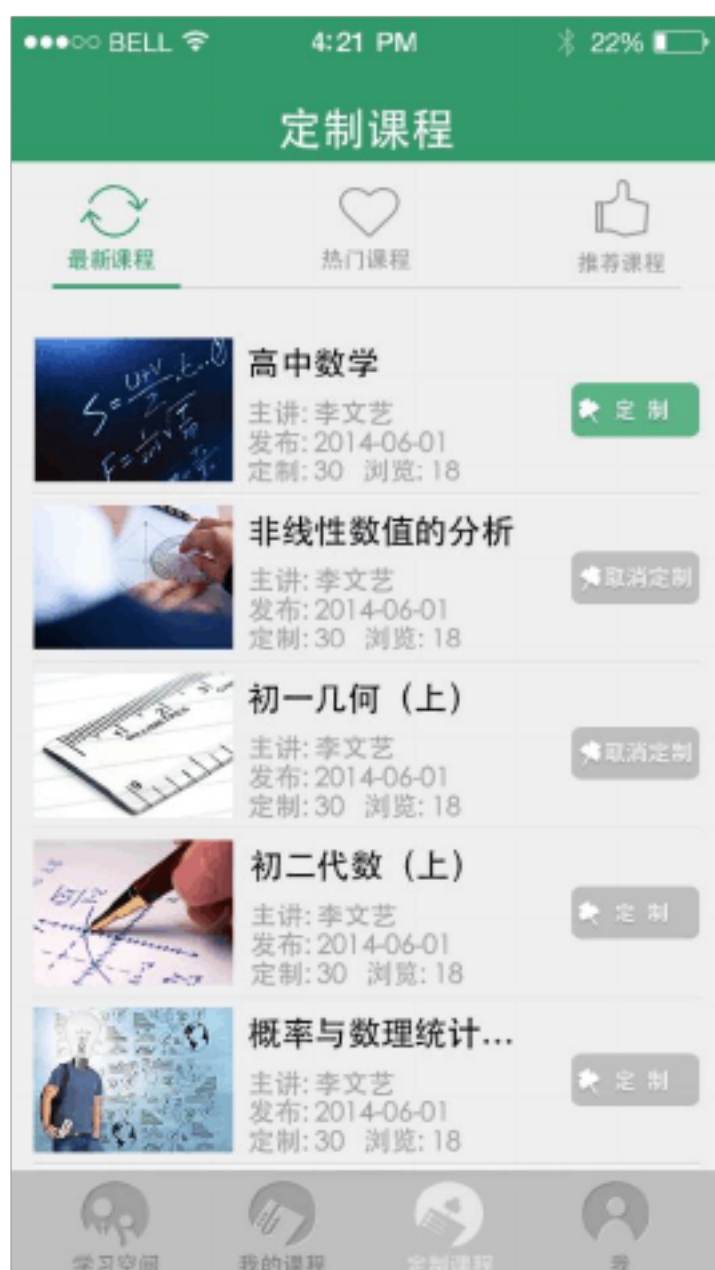 BELL 4:21 PM 22%
定制课程
最新课程 热门课程 推荐课程
高中数学
主讲: 李文艺
定制
发布: 2014-06-01
定制: 30 浏览: 18
非线性数值的分析
主讲: 李文艺
取消定制
发布: 2014-06-01
定制: 30 浏览: 18
初一几何（上）
主讲: 李文艺
取消定制
发布: 2014-06-01
定制: 30 浏览: 18
初二代数（上）
主讲: 李文艺
定制
发布: 2014-06-01
定制: 30 浏览: 18
概率与数理统计...
主讲: 李文艺
定制
发布: 2014-06-01
定制: 30 浏览: 18
学习空间 我的课程 定制课程 我